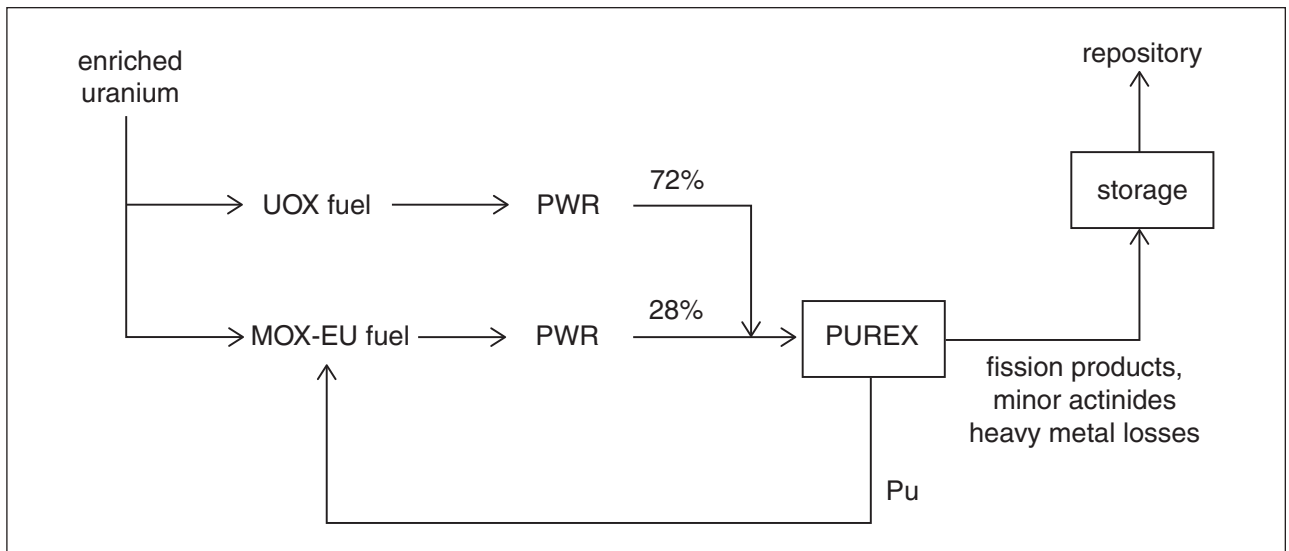 enriched
uranium
repository
storage
UOX fuel
PWR
72%
MOX-EU fuel
PWR
28%
PUREX
fission products,
minor actinides
heavy metal losses
Pu